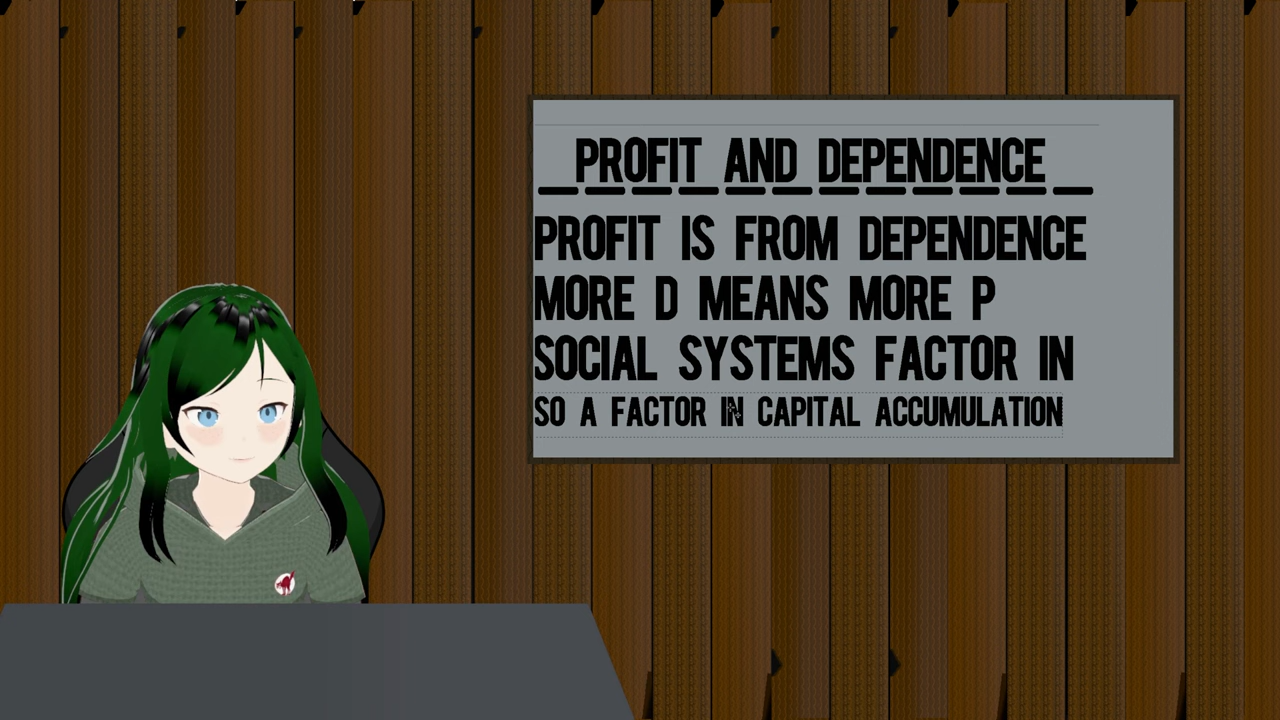 PROFIT AND DEPENDENCE
PROFIT IS FROM DEPENDENCE
MORE D MEANS MORE P
SOCIAL SYSTEMS FACTOR IN
SO A FACTOR IN CAPITAL ACCUMULATION